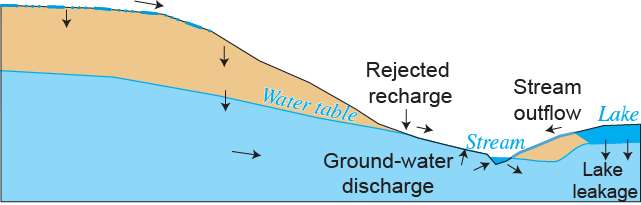 Rejected
recharge
Stream
outflow
Lake
Water table
Stream
Ground-water
discharge
Lake
leakage